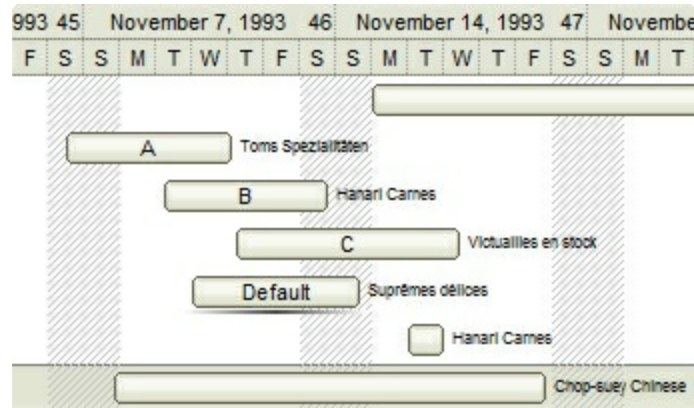 993 45 November 7, 1993 46 November 14, 1993 47 Novembe
F S S M T W T F S S M T W T F S S M T
A Toms Spezialitäten
B Hanari Carnes
C Victuailles en stock
Default Suprêmes délices
Hanari Carnes
Chop-suey Chinese